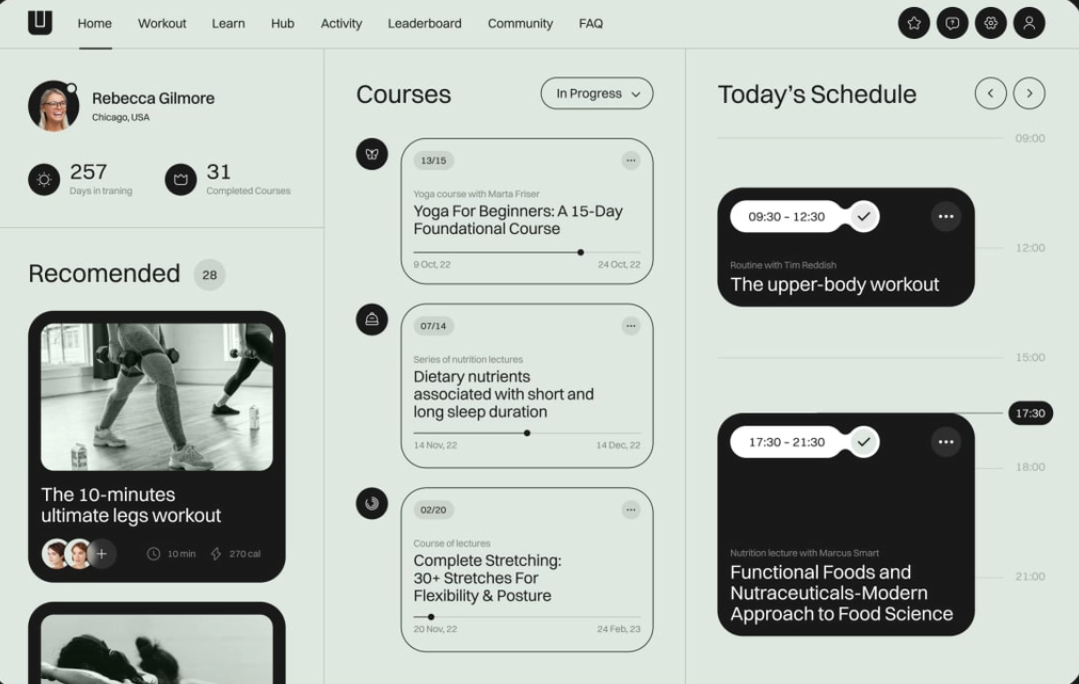 Home Workout Learn Hub Activity Leaderboard Community FAQ
Rebecca Gilmore
Chicago, USA
257
Days in traning
31
Completed Courses
Recomended 28
The 10-minutes
ultimate legs workout
10 min 270 cal
Courses
In Progress
13/15
Yoga course with Marta Friser
Yoga For Beginners: A 15-Day
Foundational Course
9 Oct, 22 24 Oct, 22
07/14
Series of nutrition lectures
Dietary nutrients
associated with short and
long sleep duration
14 Nov, 22 14 Dec, 22
02/20
Course of lectures
Complete Stretching:
30+ Stretches For
Flexibility & Posture
20 Nov, 22 24 Feb, 23
Today's Schedule
09:00
09:30 - 12:30
12:00
Routine with Tim Reddish
The upper-body workout
15:00
17:30
17:30 - 21:30
18:00
Nutrition lecture with Marcus Smart
Functional Foods and
Nutraceuticals-Modern
Approach to Food Science
21:00